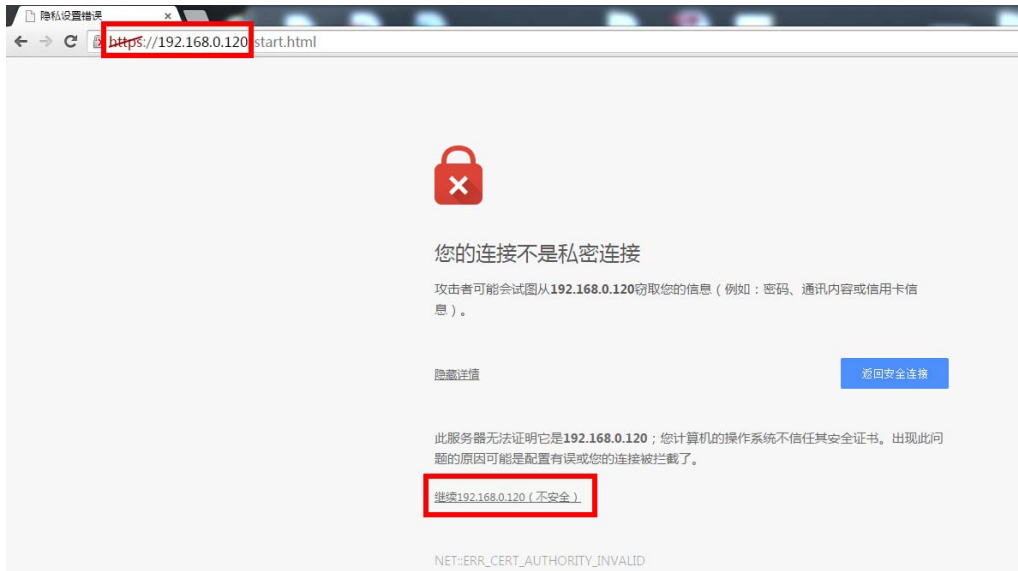 隐私设置错误
https://192.168.0.120/start.html
您的连接不是私密连接
攻击者可能会试图从192.168.0.120窃取您的信息（例如：密码、通讯内容或信用卡信
息）。
隐藏详情
返回安全连接
此服务器无法证明它是192.168.0.120；您计算机的操作系统不信任其安全证书。出现此问
题的原因可能是配置有误或您的连接被拦截了。
继续192.168.0.120（不安全）
NET::ERR_CERT_AUTHORITY_INVALID